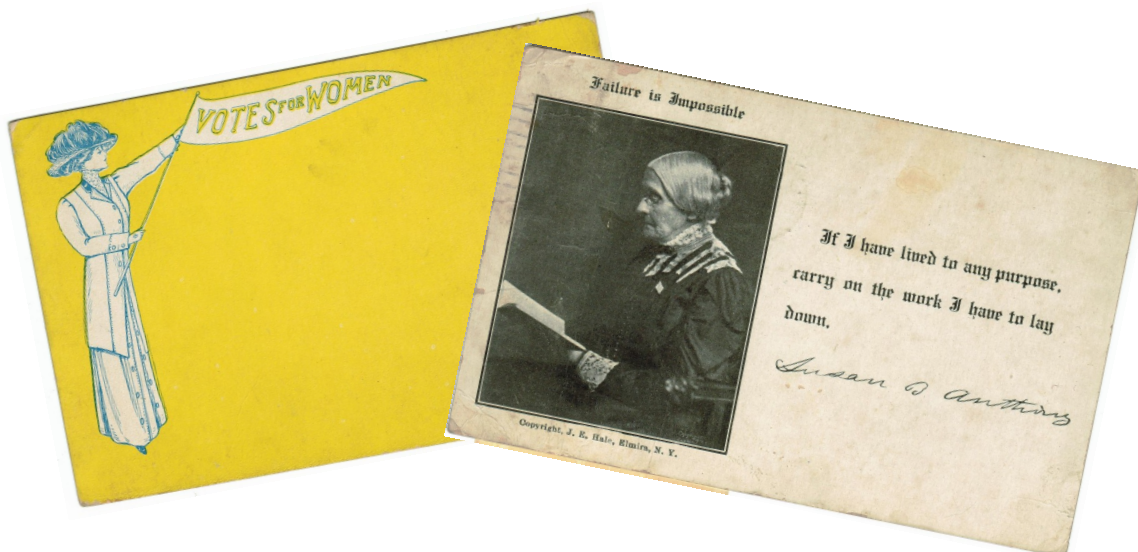 VOTES FOR WOMEN
Failure is Impossible
If I have lived to any purpose,
carry on the work I have to lay
down.
Susan B Anthony
Copyright, J. E. Hale, Elmira, N. Y.